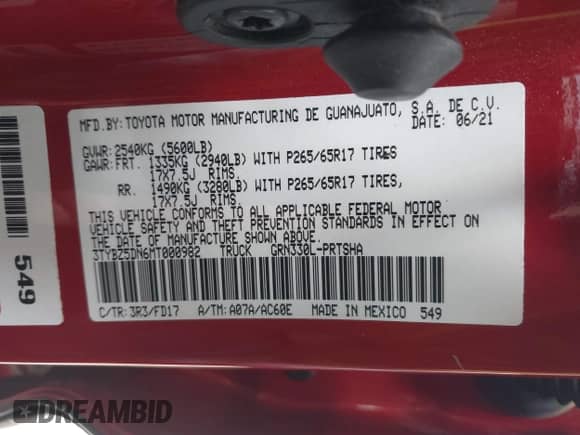 MFD.BY:TOYOTA MOTOR MANUFACTURING DE GUANAJUATO, S.A. DE C.V.
DATE: 06/21
GVWR:2540KG (5600LB)
GAWR:FRT. 1335KG (2940LB) WITH P265/65R17 TIRES
17X7.5J RIMS,
RR. 1490KG (3280LB) WITH P265/65R17 TIRES,
17X7.5J RIMS.
THIS VEHICLE CONFORMS TO ALL APPLICABLE FEDERAL MOTOR
VEHICLE SAFETY AND THEFT PREVENTION STANDARDS IN EFFECT ON
THE DATE OF MANUFACTURE SHOWN ABOVE.
3TYBZ5DN6MT000982 TRUCK GRN330L-PRTSHA
C/TR:3R3/FD17 A/TM:A07A/AC60E MADE IN MEXICO 549
549
DREAMBID